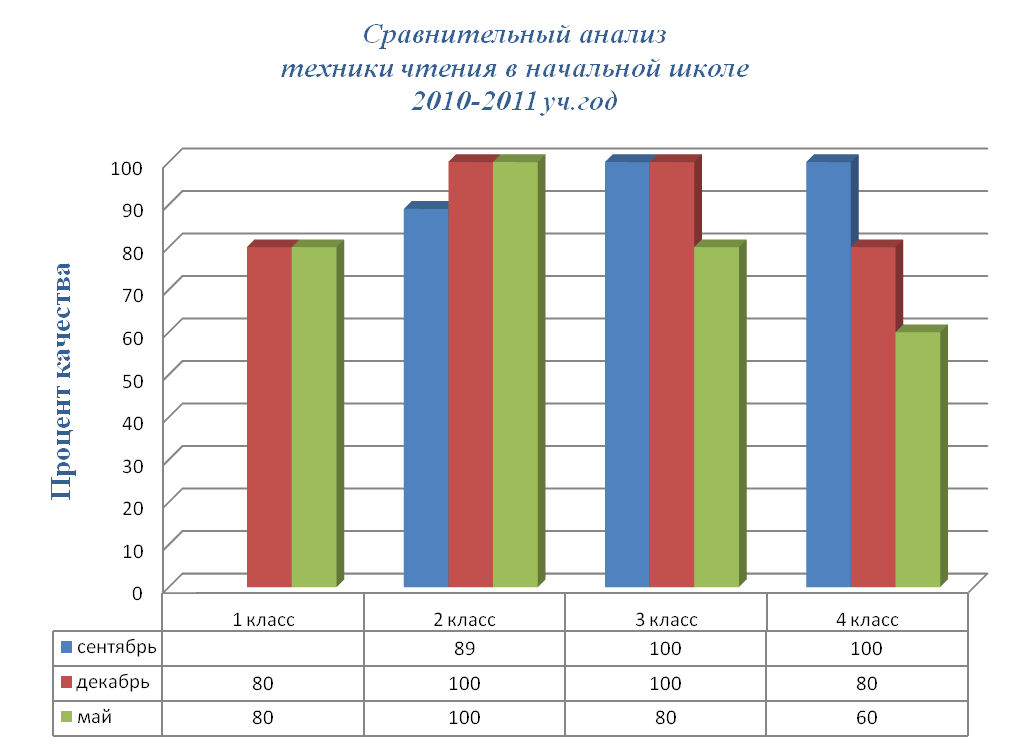 Сравнительный анализ
техники чтения в начальной школе
2010-2011 уч.год
Процент качества
100
90
80
70
60
50
40
30
20
10
0
1 класс 2 класс 3 класс 4 класс
сентябрь 89 100 100
декабрь 80 100 100 80
май 80 100 80 60